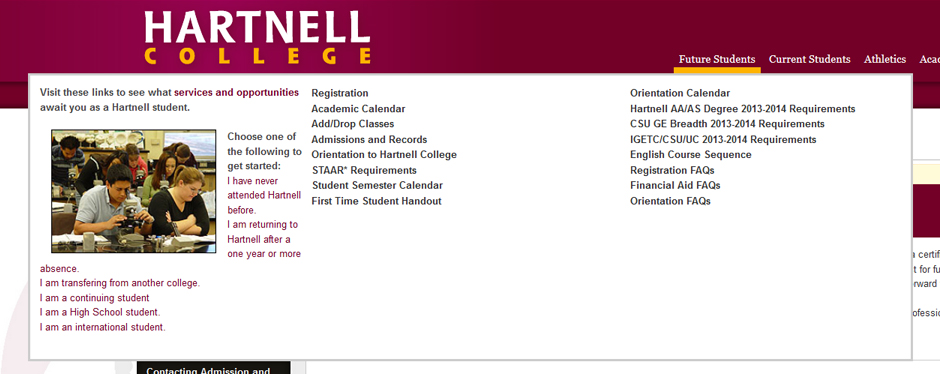 HARTNELL
COLLEGE
Future Students
Current Students
Athletics
Visit these links to see what services and opportunities
await you as a Hartnell student.
Choose one of
the following to
get started:
I have never
attended Hartnell
before.
I am returning to
Hartnell after a
one year or more
absence.
I am transfering from another college.
I am a continuing student
I am a High School student.
I am an international student.
Registration
Academic Calendar
Add/Drop Classes
Admissions and Records
Orientation to Hartnell College
STAAR* Requirements
Student Semester Calendar
First Time Student Handout
Orientation Calendar
Hartnell AA/AS Degree 2013-2014 Requirements
CSU GE Breadth 2013-2014 Requirements
IGETC/CSU/UC 2013-2014 Requirements
English Course Sequence
Registration FAQs
Financial Aid FAQs
Orientation FAQs
Contacting Admission and